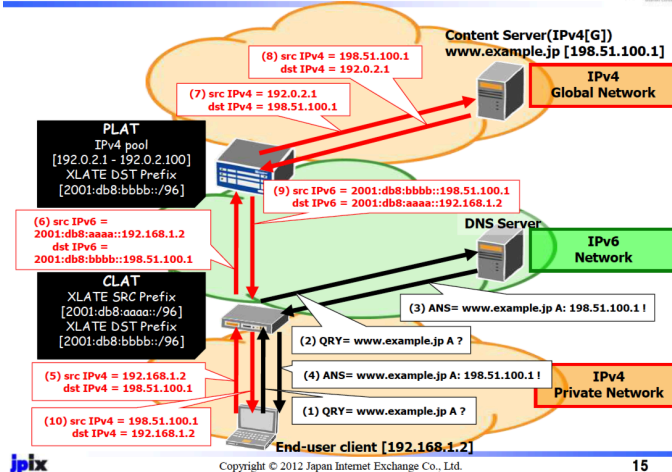 Content Server(IPv4[G])
www.example.jp [198.51.100.1]
(8) src IPv4 = 198.51.100.1
dst IPv4 = 192.0.2.1
(7) src IPv4 = 192.0.2.1
dst IPv4 = 198.51.100.1
IPv4
Global Network
PLAT
IPv4 pool
[192.0.2.1 - 192.0.2.100]
XLATE DST Prefix
[2001:db8:bbbb::/96]
(9) src IPv6 = 2001:db8:bbbb::198.51.100.1
dst IPv6 = 2001:db8:aaaa::192.168.1.2
(6) src IPv6 =
2001:db8:aaaa::192.168.1.2
dst IPv6 =
2001:db8:bbbb::198.51.100.1
DNS Server
IPv6
Network
CLAT
XLATE SRC Prefix
[2001:db8:aaaa::/96]
XLATE DST Prefix
[2001:db8:bbbb::/96]
(3) ANS= www.example.jp A: 198.51.100.1 !
(2) QRY= www.example.jp A ?
(5) src IPv4 = 192.168.1.2
dst IPv4 = 198.51.100.1
(4) ANS= www.example.jp A: 198.51.100.1 !
IPv4
Private Network
(10) src IPv4 = 198.51.100.1
dst IPv4 = 192.168.1.2
(1) QRY= www.example.jp A ?
End-user client [192.168.1.2]
jpix
Copyright © 2012 Japan Internet Exchange Co., Ltd.
15